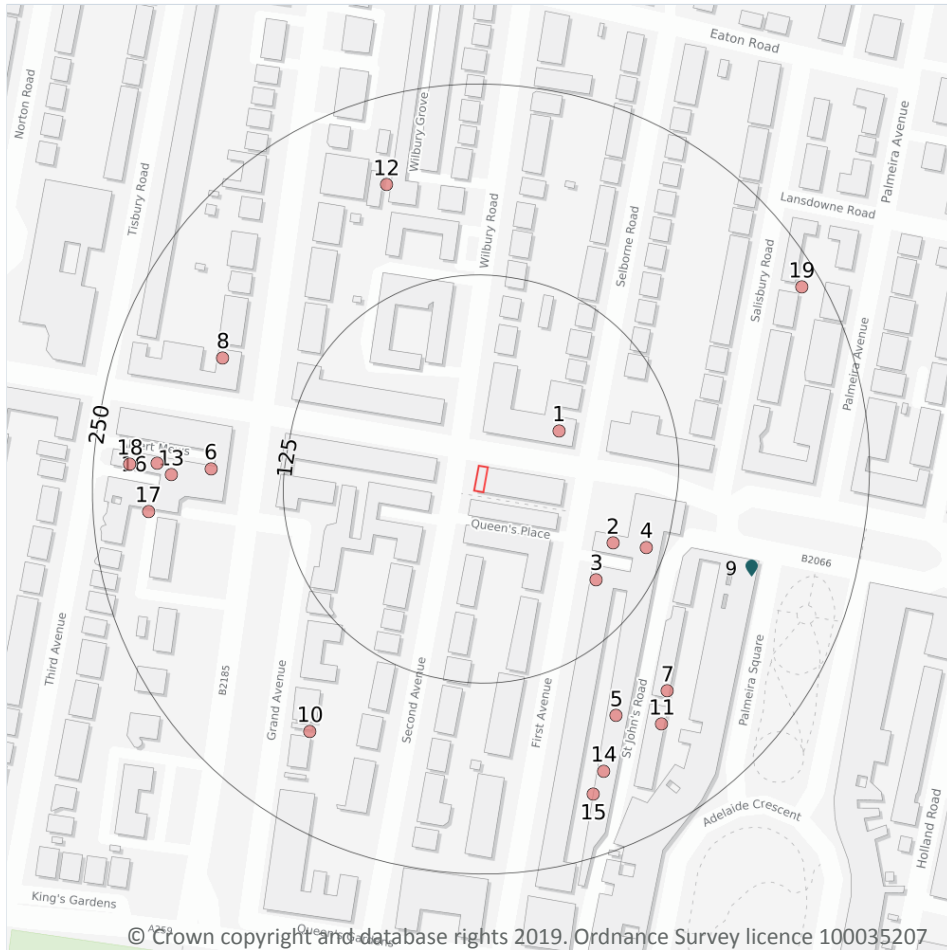 Eaton Road
Norton Road
Wilbury Grove
Palmeira Avenue
12
Tisbury Road
Lansdowne Road
Wilbury Road
Selborne Road
Salisbury Road
19
8
Palmeira Avenue
1
250
125
18
6
13
6
17
2
4
3
Queen's Place
B2066
9
Third Avenue
B2185
Grand Avenue
Second Avenue
First Avenue
St John's Road
Palmeira Square
7
5
11
10
14
15
Adelaide Crescent
Holland Road
King's Gardens
A259
Queen's Gardens
© Crown copyright and database rights 2019. Ordnance Survey licence 100035207